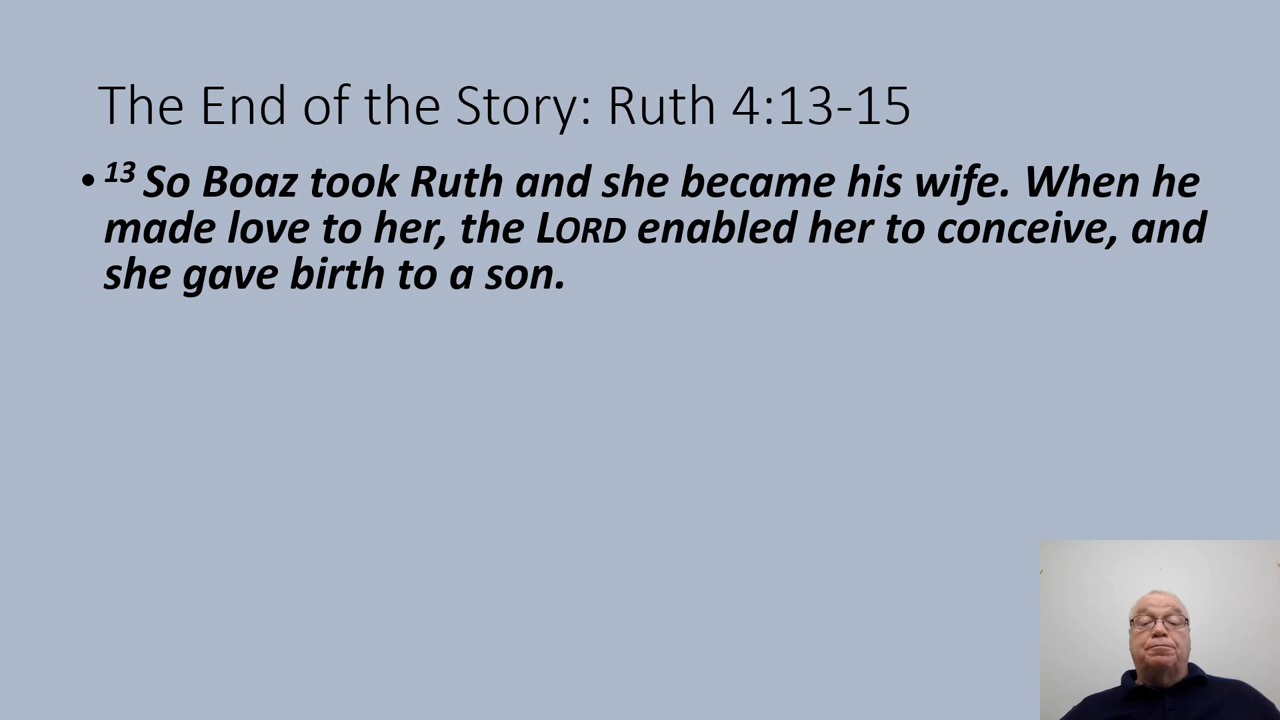 The End of the Story: Ruth 4:13-15
• 13 So Boaz took Ruth and she became his wife. When he
made love to her, the LORD enabled her to conceive, and
she gave birth to a son.